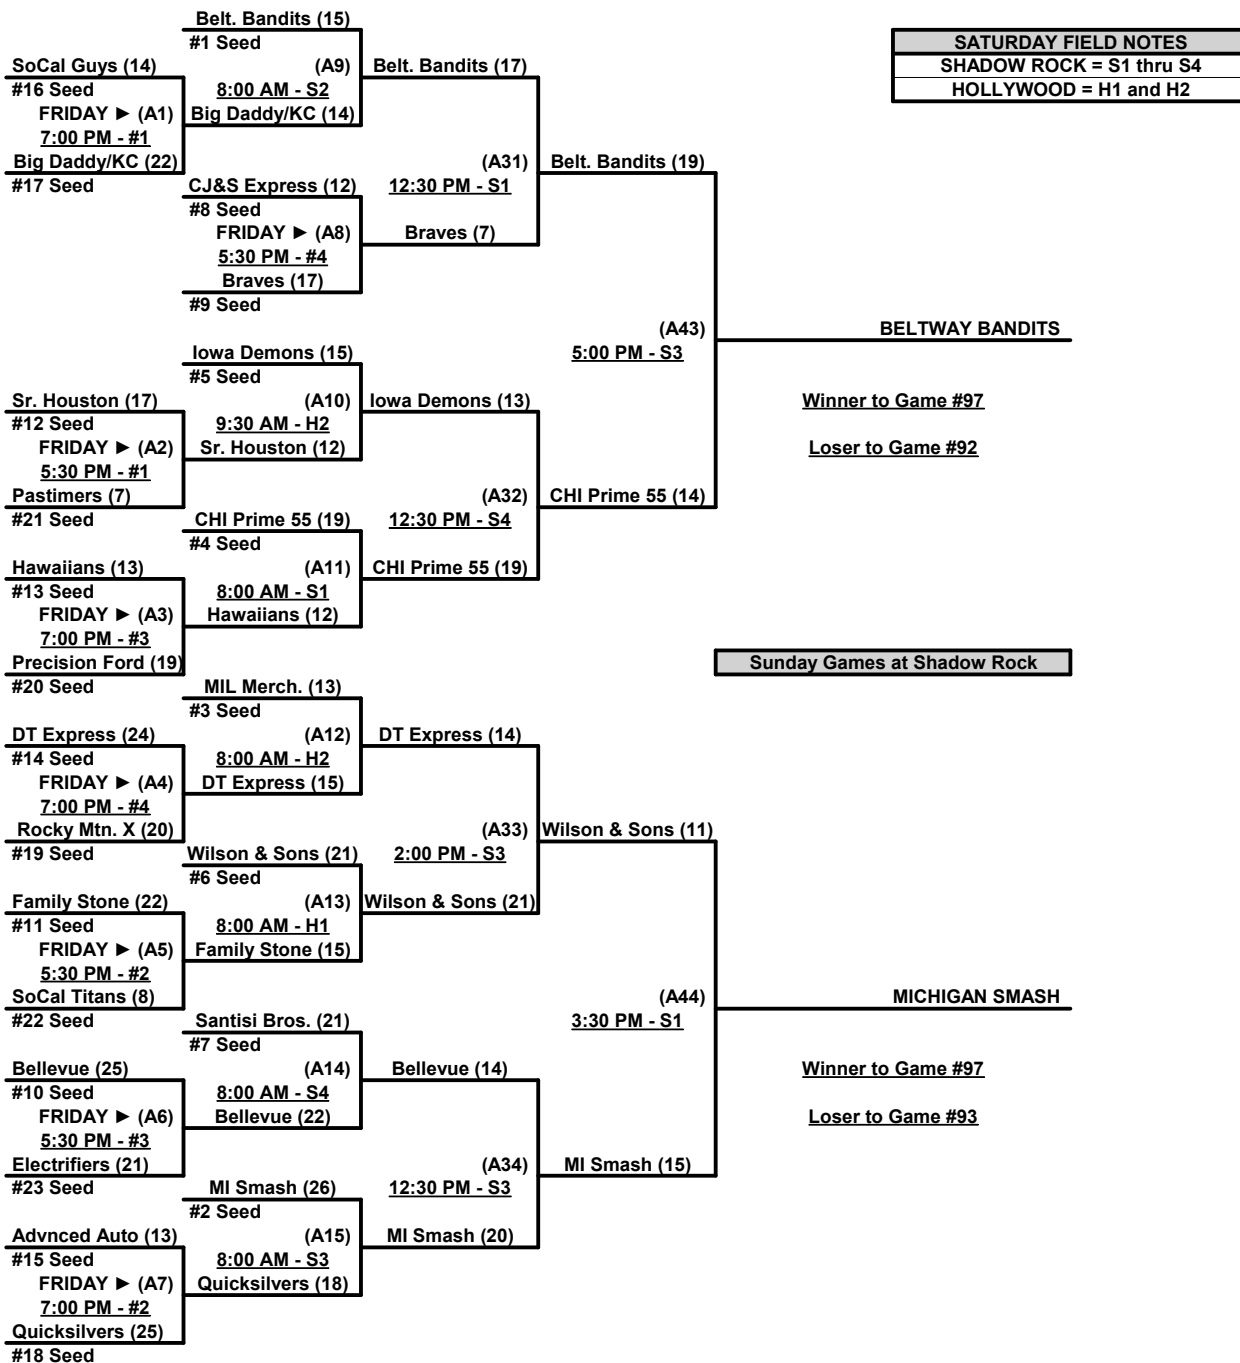 Belt. Bandits (15)
#1 Seed
SATURDAY FIELD NOTES
SoCal Guys (14)
(A9)
Belt. Bandits (17)
SHADOW ROCK = S1 thru S4
#16 Seed
8:00 AM - S2
HOLLYWOOD = H1 and H2
FRIDAY ► (A1)
Big Daddy/KC (14)
7:00 PM - #1
Big Daddy/KC (22)
(A31)
Belt. Bandits (19)
#17 Seed
CJ&S Express (12)
12:30 PM - S1
#8 Seed
FRIDAY ► (A8)
Braves (7)
5:30 PM - #4
Braves (17)
#9 Seed
(A43)
BELTWAY BANDITS
Iowa Demons (15)
5:00 PM - S3
#5 Seed
Sr. Houston (17)
(A10)
Iowa Demons (13)
Winner to Game #97
#12 Seed
9:30 AM - H2
FRIDAY ► (A2)
Sr. Houston (12)
Loser to Game #92
5:30 PM - #1
Pastimers (7)
(A32)
CHI Prime 55 (14)
#21 Seed
CHI Prime 55 (19)
12:30 PM - S4
#4 Seed
Hawaiians (13)
(A11)
CHI Prime 55 (19)
#13 Seed
8:00 AM - S1
FRIDAY ► (A3)
Hawaiians (12)
7:00 PM - #3
Precision Ford (19)
Sunday Games at Shadow Rock
#20 Seed
MIL Merch. (13)
#3 Seed
DT Express (24)
(A12)
DT Express (14)
#14 Seed
8:00 AM - H2
FRIDAY ► (A4)
DT Express (15)
7:00 PM - #4
Rocky Mtn. X (20)
(A33)
Wilson & Sons (11)
#19 Seed
Wilson & Sons (21)
2:00 PM - S3
#6 Seed
Family Stone (22)
(A13)
Wilson & Sons (21)
#11 Seed
8:00 AM - H1
FRIDAY ► (A5)
Family Stone (15)
5:30 PM - #2
SoCal Titans (8)
(A44)
MICHIGAN SMASH
#22 Seed
Santisi Bros. (21)
3:30 PM - S1
#7 Seed
Bellevue (25)
(A14)
Bellevue (14)
Winner to Game #97
#10 Seed
8:00 AM - S4
FRIDAY ► (A6)
Bellevue (22)
Loser to Game #93
5:30 PM - #3
Electrifiers (21)
(A34)
MI Smash (15)
#23 Seed
MI Smash (26)
12:30 PM - S3
#2 Seed
Advnced Auto (13)
(A15)
MI Smash (20)
#15 Seed
8:00 AM - S3
FRIDAY ► (A7)
Quicksilvers (18)
7:00 PM - #2
Quicksilvers (25)
#18 Seed